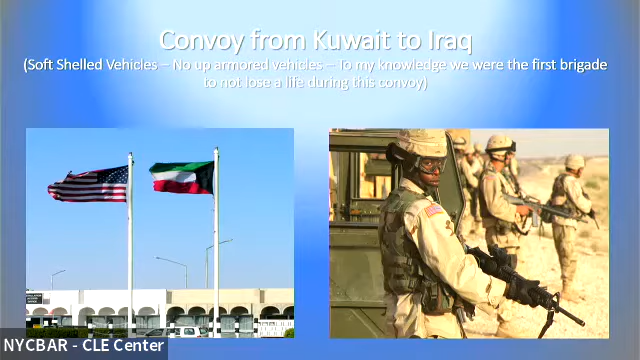 Convoy from Kuwait to Iraq
(Soft Shelled Vehicles – No up armored vehicles – To my knowledge we were the first brigade
to not lose a life during this convoy)
NYCBAR - CLE Center